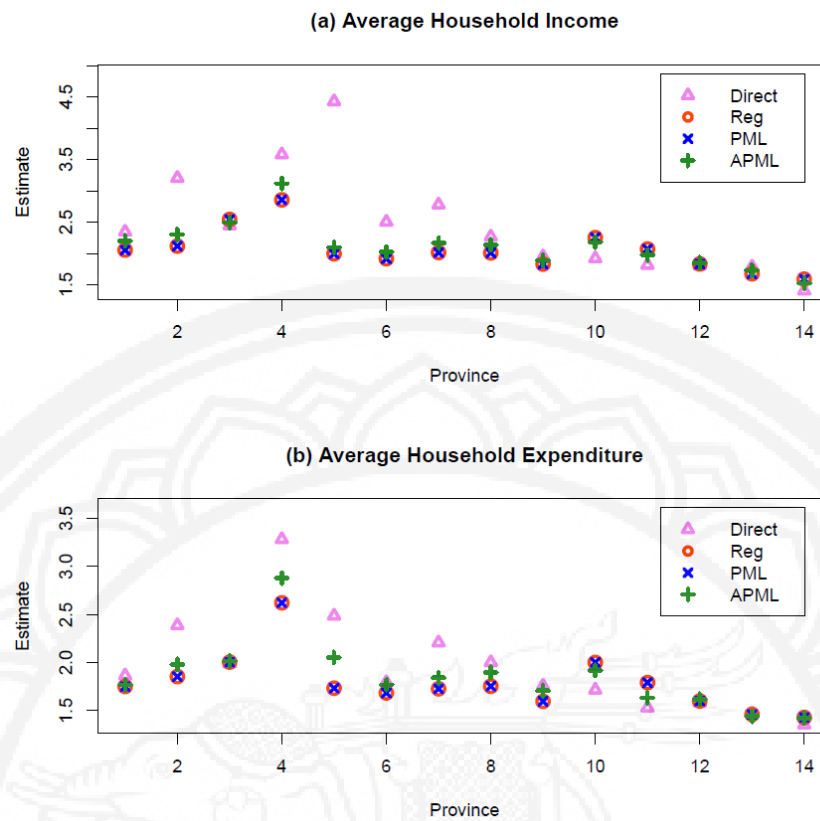 (a) Average Household Income
4.5
3.5
2.5
1.5
Estimate
Direct
Reg
PML
APML
2 4 6 8 10 12 14
Province
(b) Average Household Expenditure
3.5
3.0
2.5
2.0
1.5
Estimate
Direct
Reg
PML
APML
2 4 6 8 10 12 14
Province